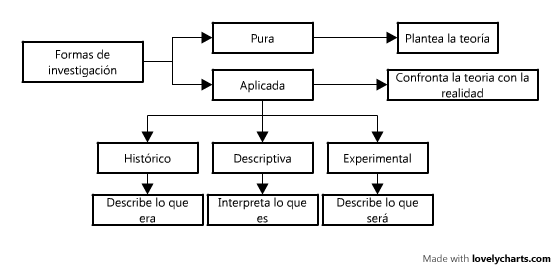 Formas de
investigación
Pura
Plantea la teoría
Aplicada
Confronta la teoria con la
realidad
Histórico
Descriptiva
Experimental
Describe lo que
era
Interpreta lo que
es
Describe lo que
será
Made with lovelycharts.com